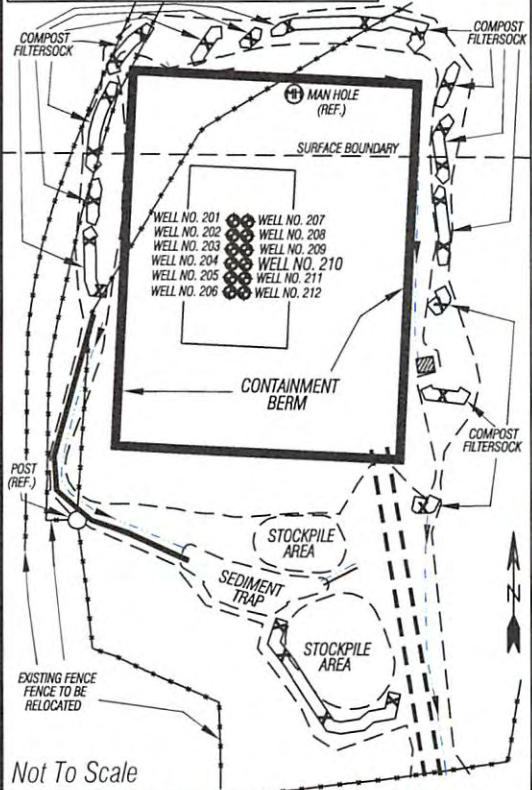 COMPOST
FILTERSOCK
COMPOST
FILTERSOCK
MH
MAN HOLE
(REF.)
SURFACE BOUNDARY
WELL NO. 201
WELL NO. 207
WELL NO. 202
WELL NO. 208
WELL NO. 203
WELL NO. 209
WELL NO. 204
WELL NO. 210
WELL NO. 205
WELL NO. 211
WELL NO. 206
WELL NO. 212
CONTAINMENT
BERM
COMPOST
FILTERSOCK
POST
(REF.)
STOCKPILE
AREA
SEDIMENT
TRAP
STOCKPILE
AREA
N
EXISTING FENCE
FENCE TO BE
RELOCATED
Not To Scale